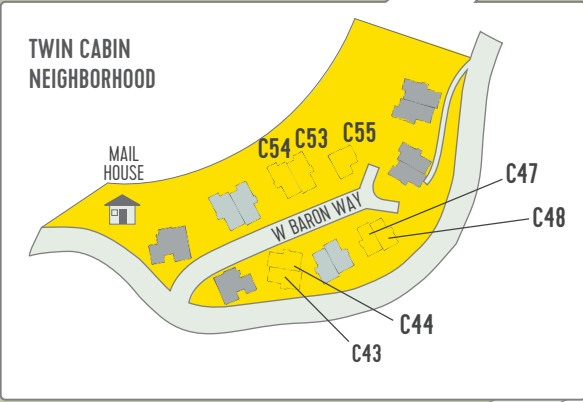 TWIN CABIN
NEIGHBORHOOD
MAIL
HOUSE
C54
C53
C55
C47
C48
W BARON WAY
C44
C43